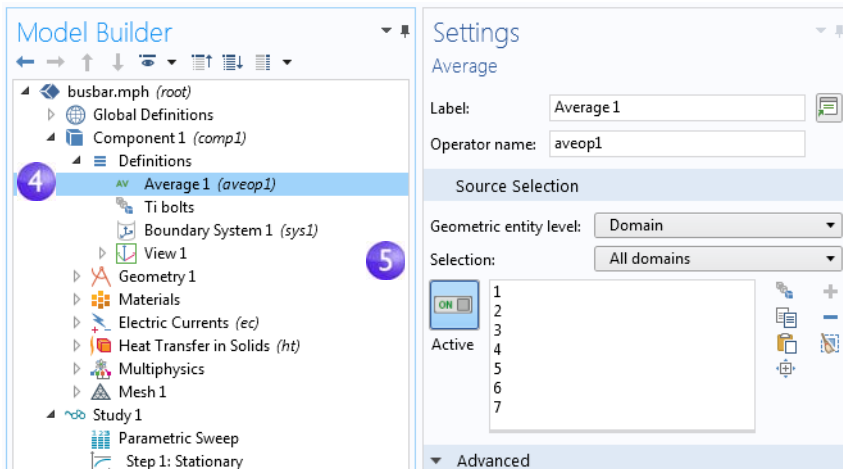 Model Builder
busbar.mph (root)
Global Definitions
Component 1 (comp1)
Definitions
4
AV Average 1 (aveop1)
Ti bolts
Boundary System 1 (sys1)
View 1
Geometry 1
Materials
Electric Currents (ec)
Heat Transfer in Solids (ht)
Multiphysics
Mesh 1
Study 1
123 Parametric Sweep
Step 1: Stationary
Settings
Average
Label: Average 1
Operator name: aveop1
Source Selection
Geometric entity level: Domain
5
Selection: All domains
ON
Active
1
2
3
4
5
6
7
Advanced